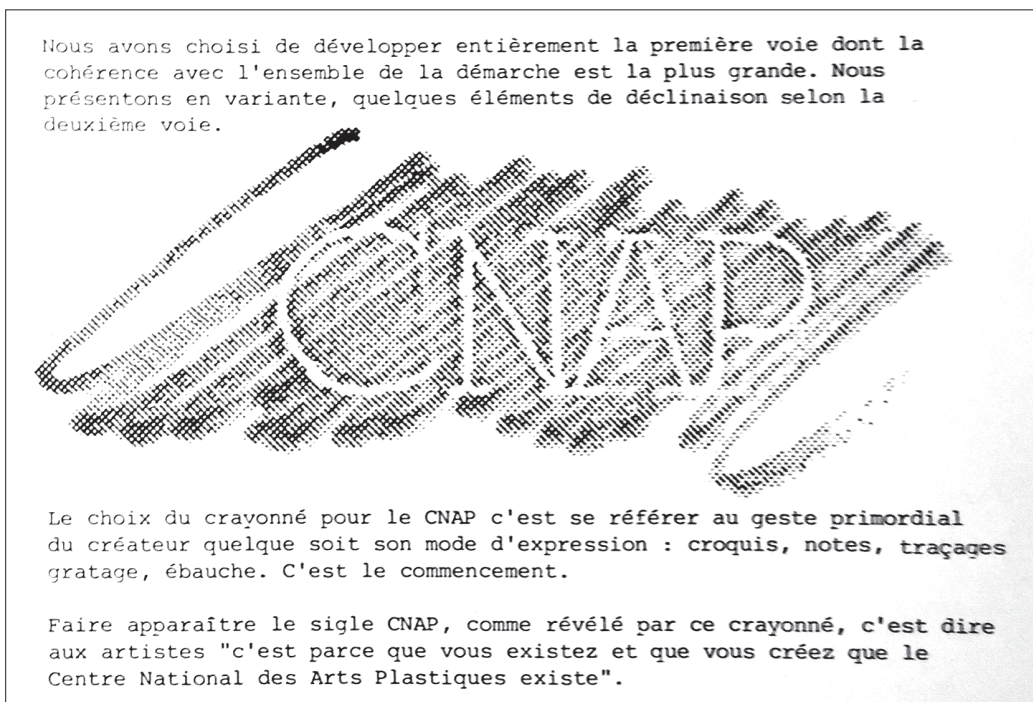 Nous avons choisi de développer entièrement la première voie dont la
cohérence avec l'ensemble de la démarche est la plus grande. Nous
présentons en variante, quelques éléments de déclinaison selon la
deuxième voie.
CNAP
Le choix du crayonné pour le CNAP c'est se référer au geste primordial
du créateur quelque soit son mode d'expression : croquis, notes, traçages
gratage, ébauche. C'est le commencement.
Faire apparaître le sigle CNAP, comme révélé par ce crayonné, c'est dire
aux artistes "c'est parce que vous existez et que vous créez que le
Centre National des Arts Plastiques existe".